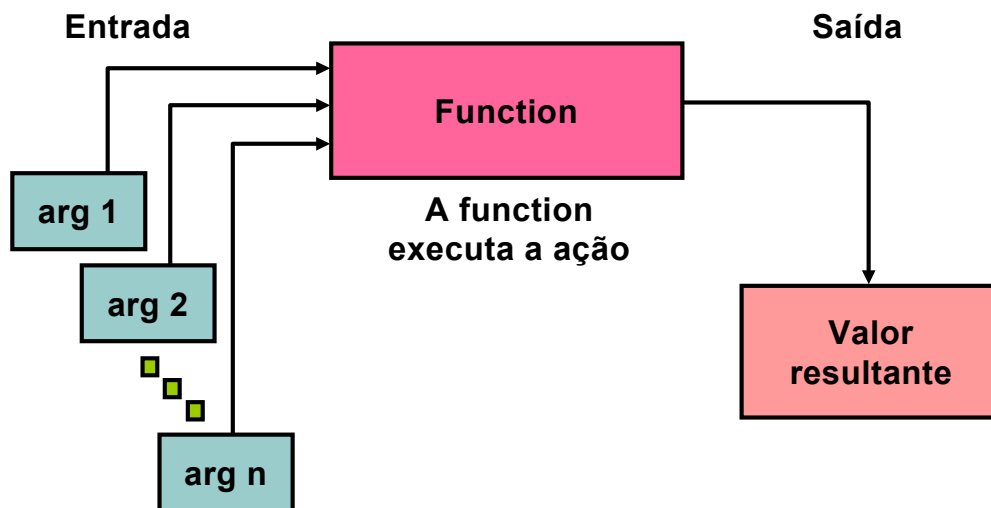 Entrada
Saída
Function
A function
executa a ação
arg 1
arg 2
arg n
Valor
resultante